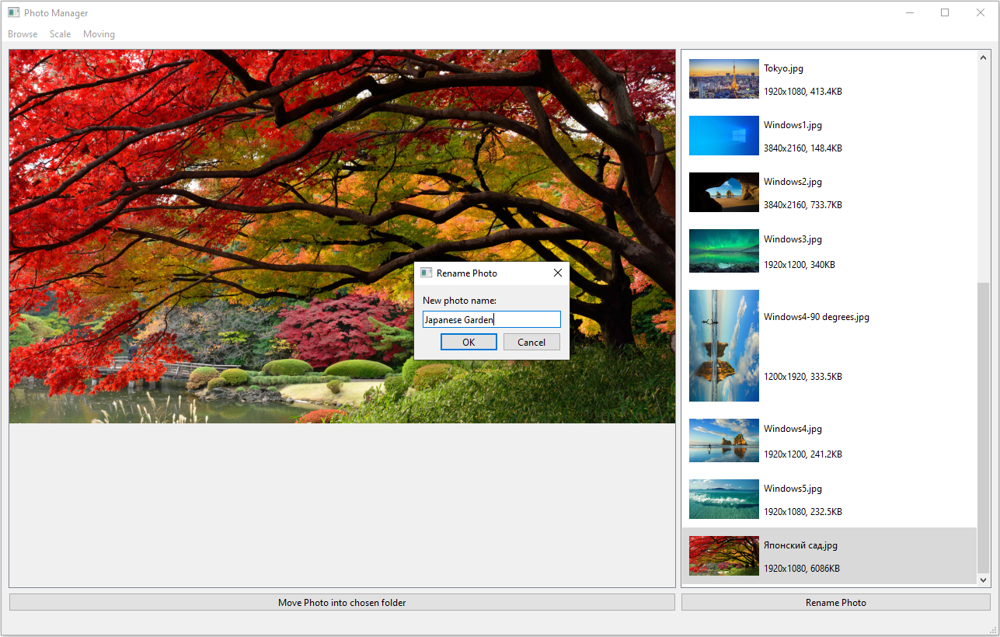 Photo Manager
Browse Scale Moving
Tokyo.jpg
1920x1080, 413.4KB
Windows1.jpg
3840x2160, 148.4KB
Windows2.jpg
3840x2160, 733.7KB
Windows3.jpg
1920x1200, 340KB
Windows4-90 degrees.jpg
1200x1920, 333.5KB
Windows4.jpg
1920x1200, 241.2KB
Windows5.jpg
1920x1080, 232.5KB
Японский сад.jpg
1920x1080, 6086KB
Rename Photo
New photo name:
Japanese Garden
OK Cancel
Move Photo into chosen folder
Rename Photo